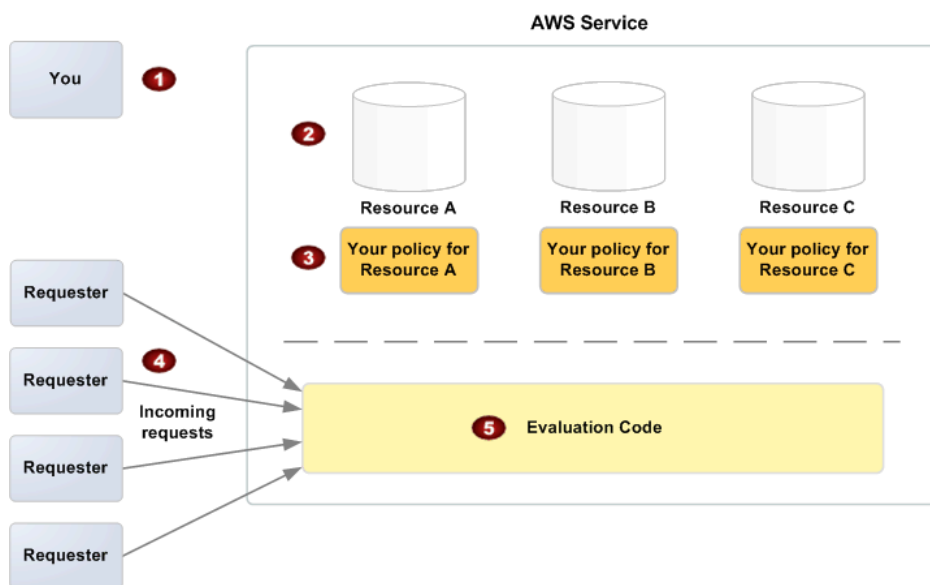 AWS Service
You
1
2
Resource A
Resource B
Resource C
3
Your policy for
Resource A
Your policy for
Resource B
Your policy for
Resource C
Requester
4
Requester
Incoming
requests
5
Evaluation Code
Requester
Requester